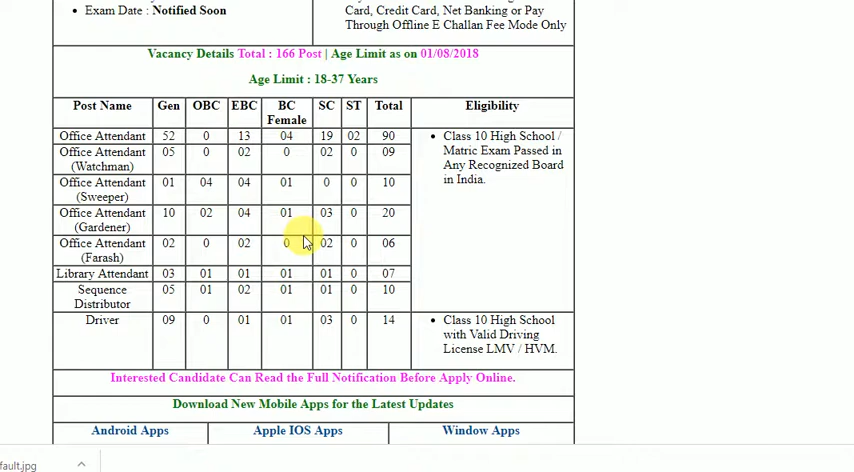 Exam Date : Notified Soon
Card, Credit Card, Net Banking or Pay
Through Offline E Challan Fee Mode Only
Vacancy Details Total : 166 Post | Age Limit as on 01/08/2018
Age Limit : 18-37 Years
Post Name Gen OBC EBC BC Female SC ST Total Eligibility
Office Attendant 52 0 13 04 19 02 90
Office Attendant (Watchman) 05 0 02 0 02 0 09
Office Attendant (Sweeper) 01 04 04 01 0 0 10
Office Attendant (Gardener) 10 02 04 01 03 0 20
Office Attendant (Farash) 02 0 02 0 02 0 06
Library Attendant 03 01 01 01 01 0 07
Sequence Distributor 05 01 02 01 01 0 10
Class 10 High School /
Matric Exam Passed in
Any Recognized Board
in India.
Driver 09 0 01 01 03 0 14
Class 10 High School
with Valid Driving
License LMV / HVM.
Interested Candidate Can Read the Full Notification Before Apply Online.
Download New Mobile Apps for the Latest Updates
Android Apps Apple IOS Apps Window Apps
fault.jpg